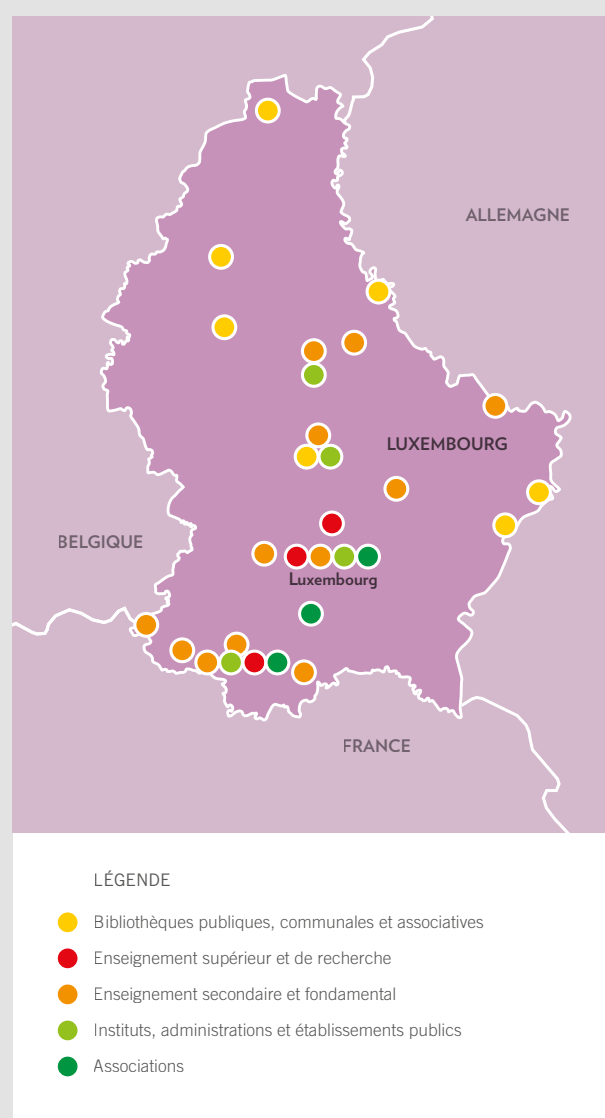 ALLEMAGNE
LUXEMBOURG
BELGIQUE
Luxembourg
FRANCE
LÉGENDE
Bibliothèques publiques, communales et associatives
Enseignement supérieur et de recherche
Enseignement secondaire et fondamental
Instituts, administrations et établissements publics
Associations